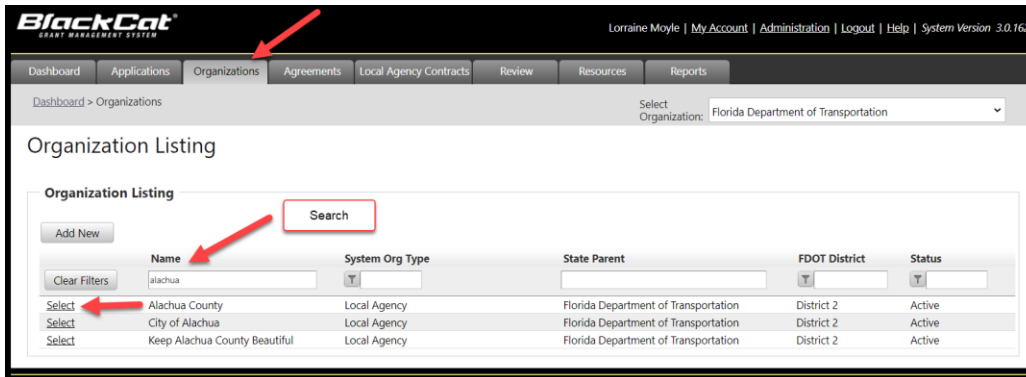 BlackCat
GRANT MANAGEMENT SYSTEM
Lorraine Moyle | My Account | Administration | Logout | Help | System Version 3.0.162
Dashboard Applications Organizations Agreements Local Agency Contracts Review Resources Reports
Dashboard > Organizations
Select Organization: Florida Department of Transportation
Organization Listing
Organization Listing
Search
Add New
Name System Org Type State Parent FDOT District Status
Clear Filters alachua
Select Alachua County Local Agency Florida Department of Transportation District 2 Active
Select City of Alachua Local Agency Florida Department of Transportation District 2 Active
Select Keep Alachua County Beautiful Local Agency Florida Department of Transportation District 2 Active